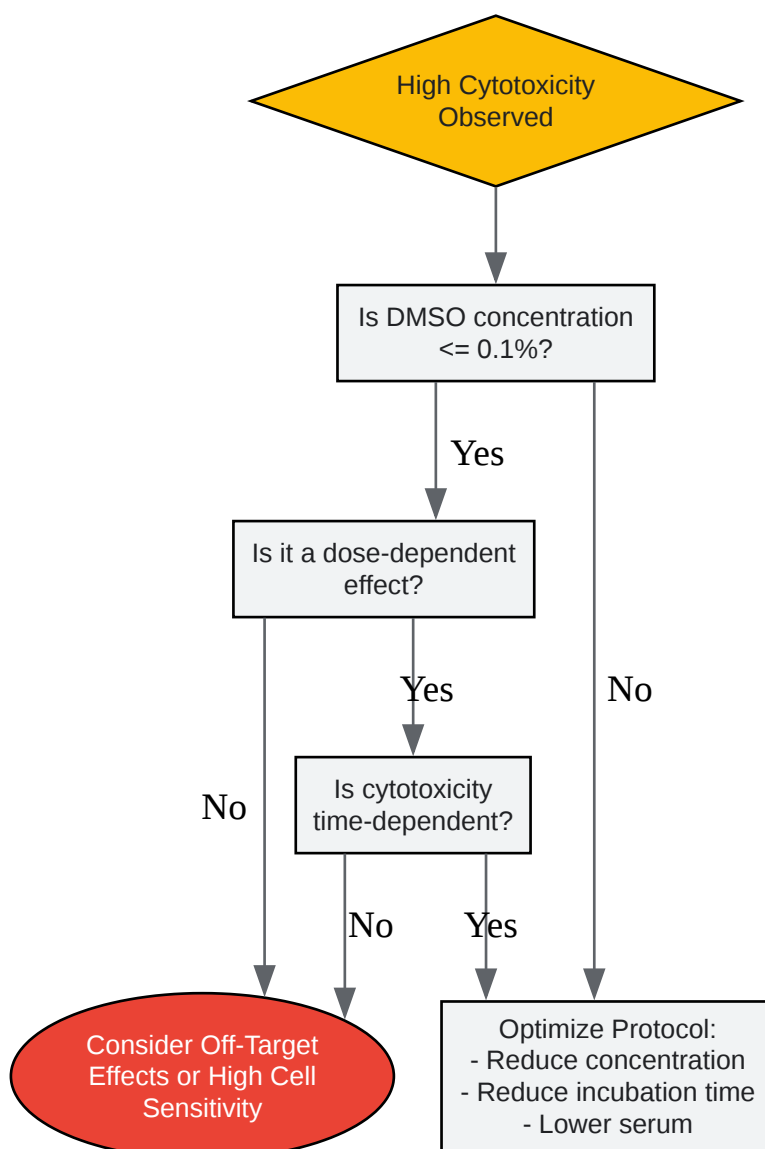 High Cytotoxicity
Observed
Is DMSO concentration
<= 0.1%?
Yes
Is it a dose-dependent
effect?
Yes
No
Is cytotoxicity
time-dependent?
No
No
Yes
Consider Off-Target
Effects or High Cell
Sensitivity
Optimize Protocol:
- Reduce concentration
- Reduce incubation time
- Lower serum